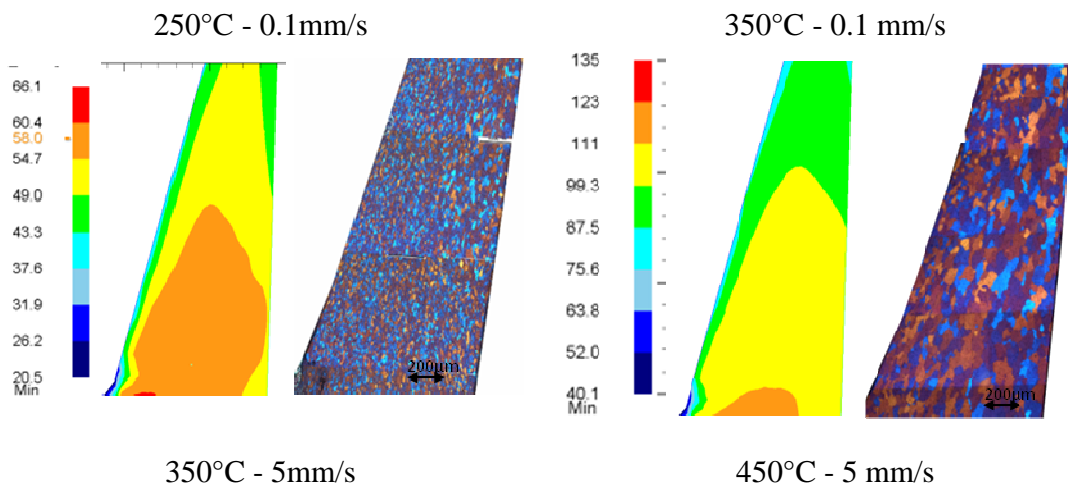 250°C - 0.1mm/s
350°C - 0.1 mm/s
66.1
60.4
58.0
54.7
49.0
43.3
37.6
31.9
26.2
20.5
Min
200µm
135
123
111
99.3
87.5
75.6
63.8
52.0
40.1
Min
200µm
350°C - 5mm/s
450°C - 5 mm/s